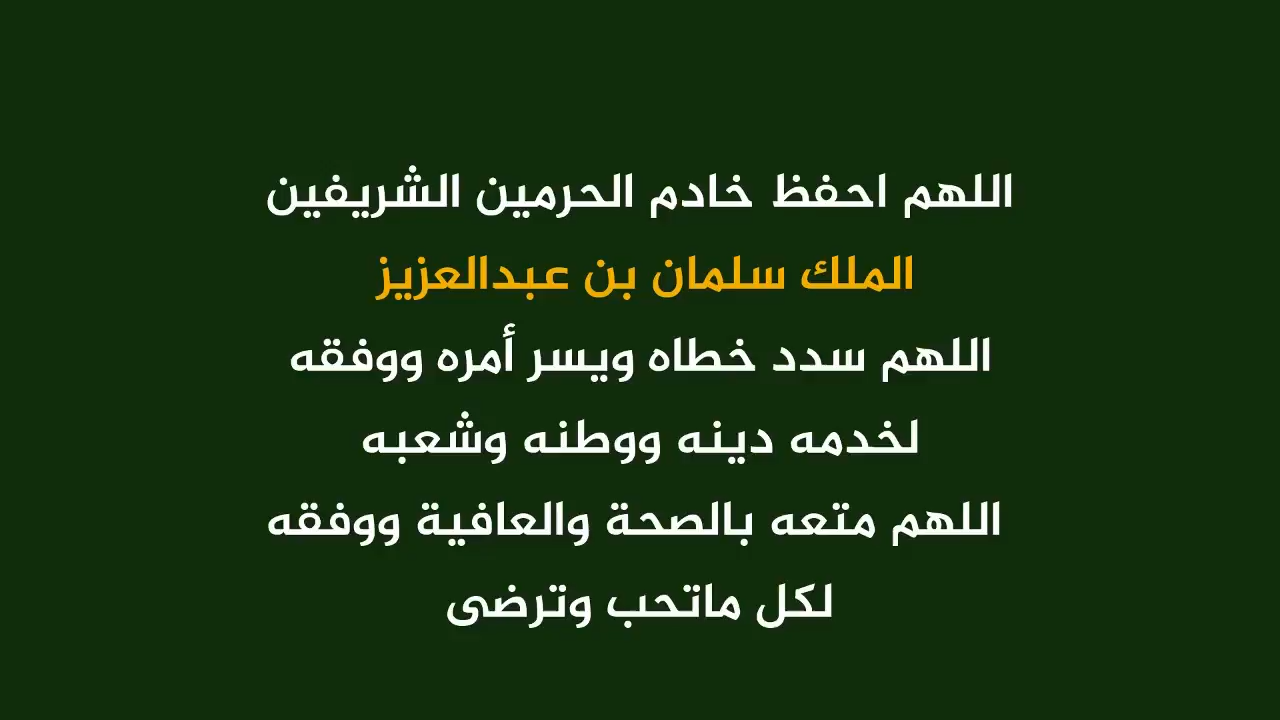 اللهم احفظ خادم الحرمين الشريفين
الملك سلمان بن عبدالعزيز
اللهم سدد خطاه ويسر أمره ووفقه
لخدمه دينه ووطنه وشعبه
اللهم متعه بالصحة والعافية ووفقه
لكل ماتحب وترضى